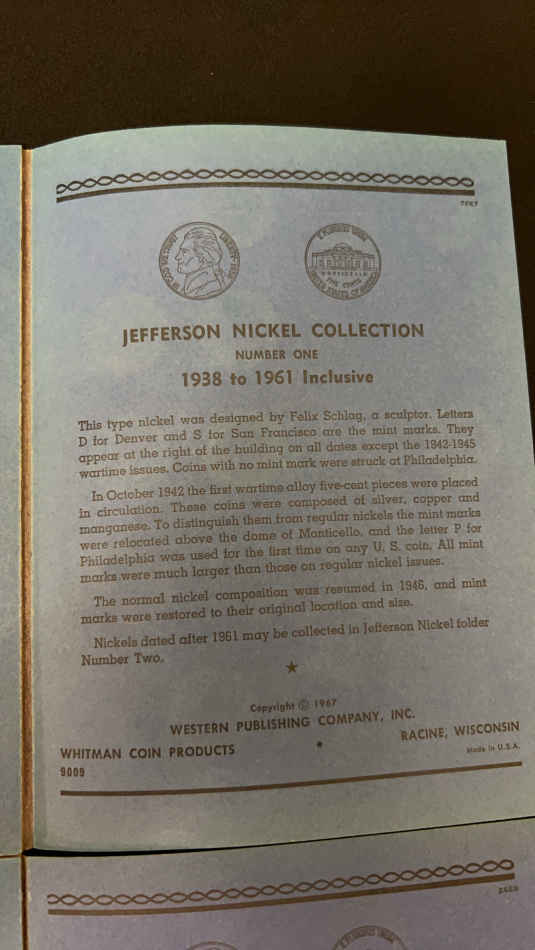 JEFFERSON NICKEL COLLECTION
NUMBER ONE
1938 to 1961 Inclusive
This type nickel was designed by Felix Schlag, a sculptor. Letters
D for Denver and S for San Francisco are the mint marks. They
appear at the right of the building on all dates except the 1942-1945
wartime issues. Coins with no mint mark were struck at Philadelphia.
In October 1942 the first wartime alloy five-cent pieces were placed
in circulation. These coins were composed of silver, copper and
manganese. To distinguish them from regular nickels the mint marks
were relocated above the dome of Monticello, and the letter P for
Philadelphia was used for the first time on any U. S. coin. All mint
marks were much larger than those on regular nickel issues.
The normal nickel composition was resumed in 1946, and mint
marks were restored to their original location and size.
Nickels dated after 1961 may be collected in Jefferson Nickel folder
Number Two.
Copyright © 1967
WESTERN PUBLISHING COMPANY, INC.
WHITMAN COIN PRODUCTS • RACINE, WISCONSIN
9009 Made in U.S.A.